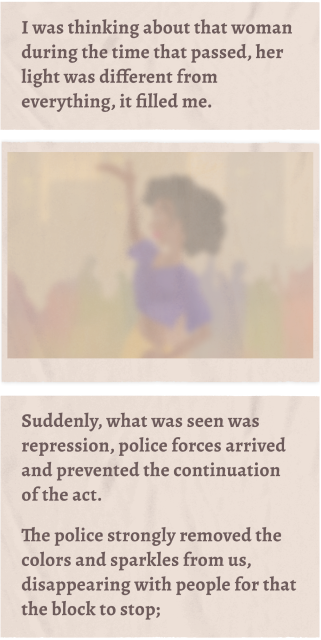 I was thinking about that woman
during the time that passed, her
light was different from
everything, it filled me.
Suddenly, what was seen was
repression, police forces arrived
and prevented the continuation
of the act.
The police strongly removed the
colors and sparkles from us,
disappearing with people for that
the block to stop;